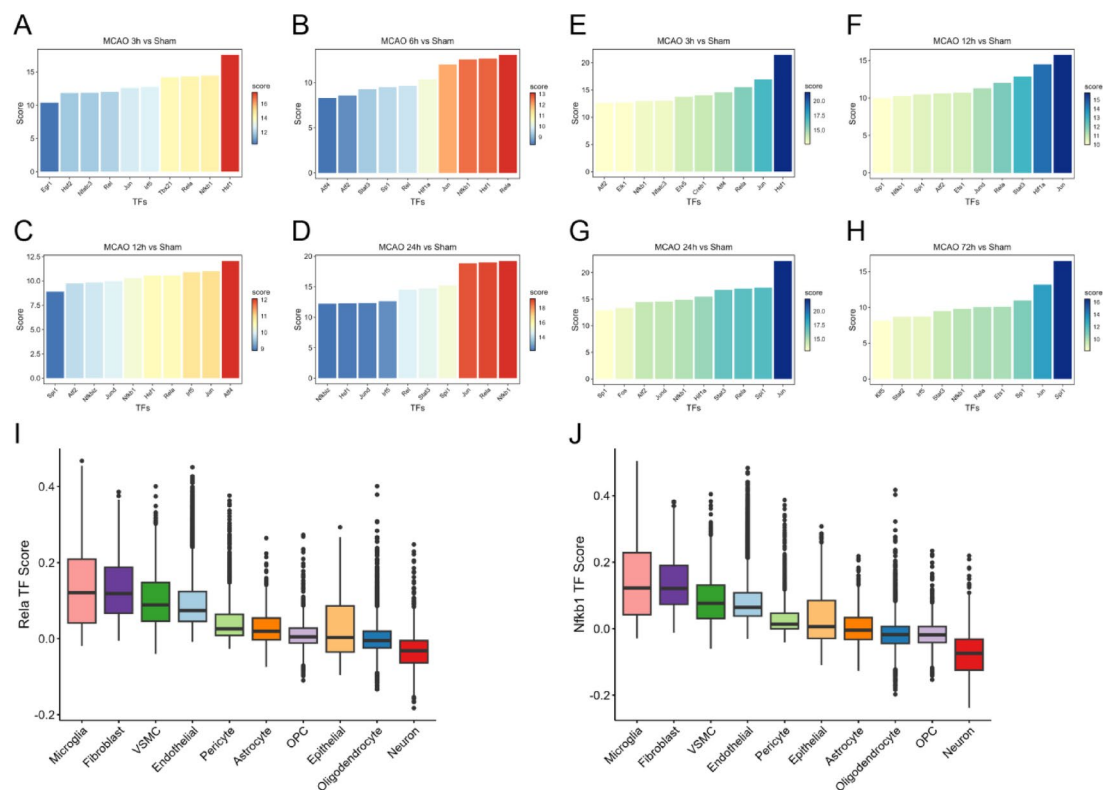 A
MCAO 3h vs Sham
Score
15
10
5
0
Egr1 Hsf2 Nfatc3 Rel Jun Irf5 Tbx21 Rela Nfkb1 Hsf1
TFs
score
16
14
12
B
MCAO 6h vs Sham
Score
10
5
0
Atf4 Atf2 Stat3 Sp1 Rel Hif1a Jun Nfkb1 Hsf1 Rela
TFs
score
13
12
11
10
9
E
MCAO 3h vs Sham
Score
20
15
10
5
0
Atf2 Elk1 Nfkb1 Nfatc3 Etv5 Creb1 Atf4 Rela Jun Hsf1
TFs
score
20.0
17.5
15.0
12.5
F
MCAO 12h vs Sham
Score
15
10
5
0
Sp1 Nfkb1 Spi1 Atf2 Ets1 Jund Rela Stat3 Hif1a Jun
TFs
score
15
14
13
12
11
10
C
MCAO 12h vs Sham
Score
12.5
10.0
7.5
5.0
2.5
0.0
Spi1 Atf2 Nfkbiz Jund Nfkb1 Hsf1 Rela Irf5 Jun Atf4
TFs
score
12
11
10
9
D
MCAO 24h vs Sham
Score
20
15
10
5
0
Nfkbiz Hsf1 Jund Irf5 Rel Stat3 Spi1 Jun Rela Nfkb1
TFs
score
18
16
14
G
MCAO 24h vs Sham
Score
20
15
10
5
0
Sp1 Fos Atf2 Jund Nfkb1 Hif1a Stat3 Rela Spi1 Jun
TFs
score
20.0
17.5
15.0
H
MCAO 72h vs Sham
Score
15
10
5
0
Klf5 Stat2 Irf5 Stat3 Nfkb1 Rela Ets1 Sp1 Jun Spi1
TFs
score
16
14
12
10
I
Rela TF Score
0.4
0.2
0.0
-0.2
Microglia Fibroblast VSMC Endothelial Pericyte Astrocyte OPC Epithelial Oligodendrocyte Neuron
J
Nfkb1 TF Score
0.4
0.2
0.0
-0.2
Microglia Fibroblast VSMC Endothelial Pericyte Epithelial Astrocyte Oligodendrocyte OPC Neuron